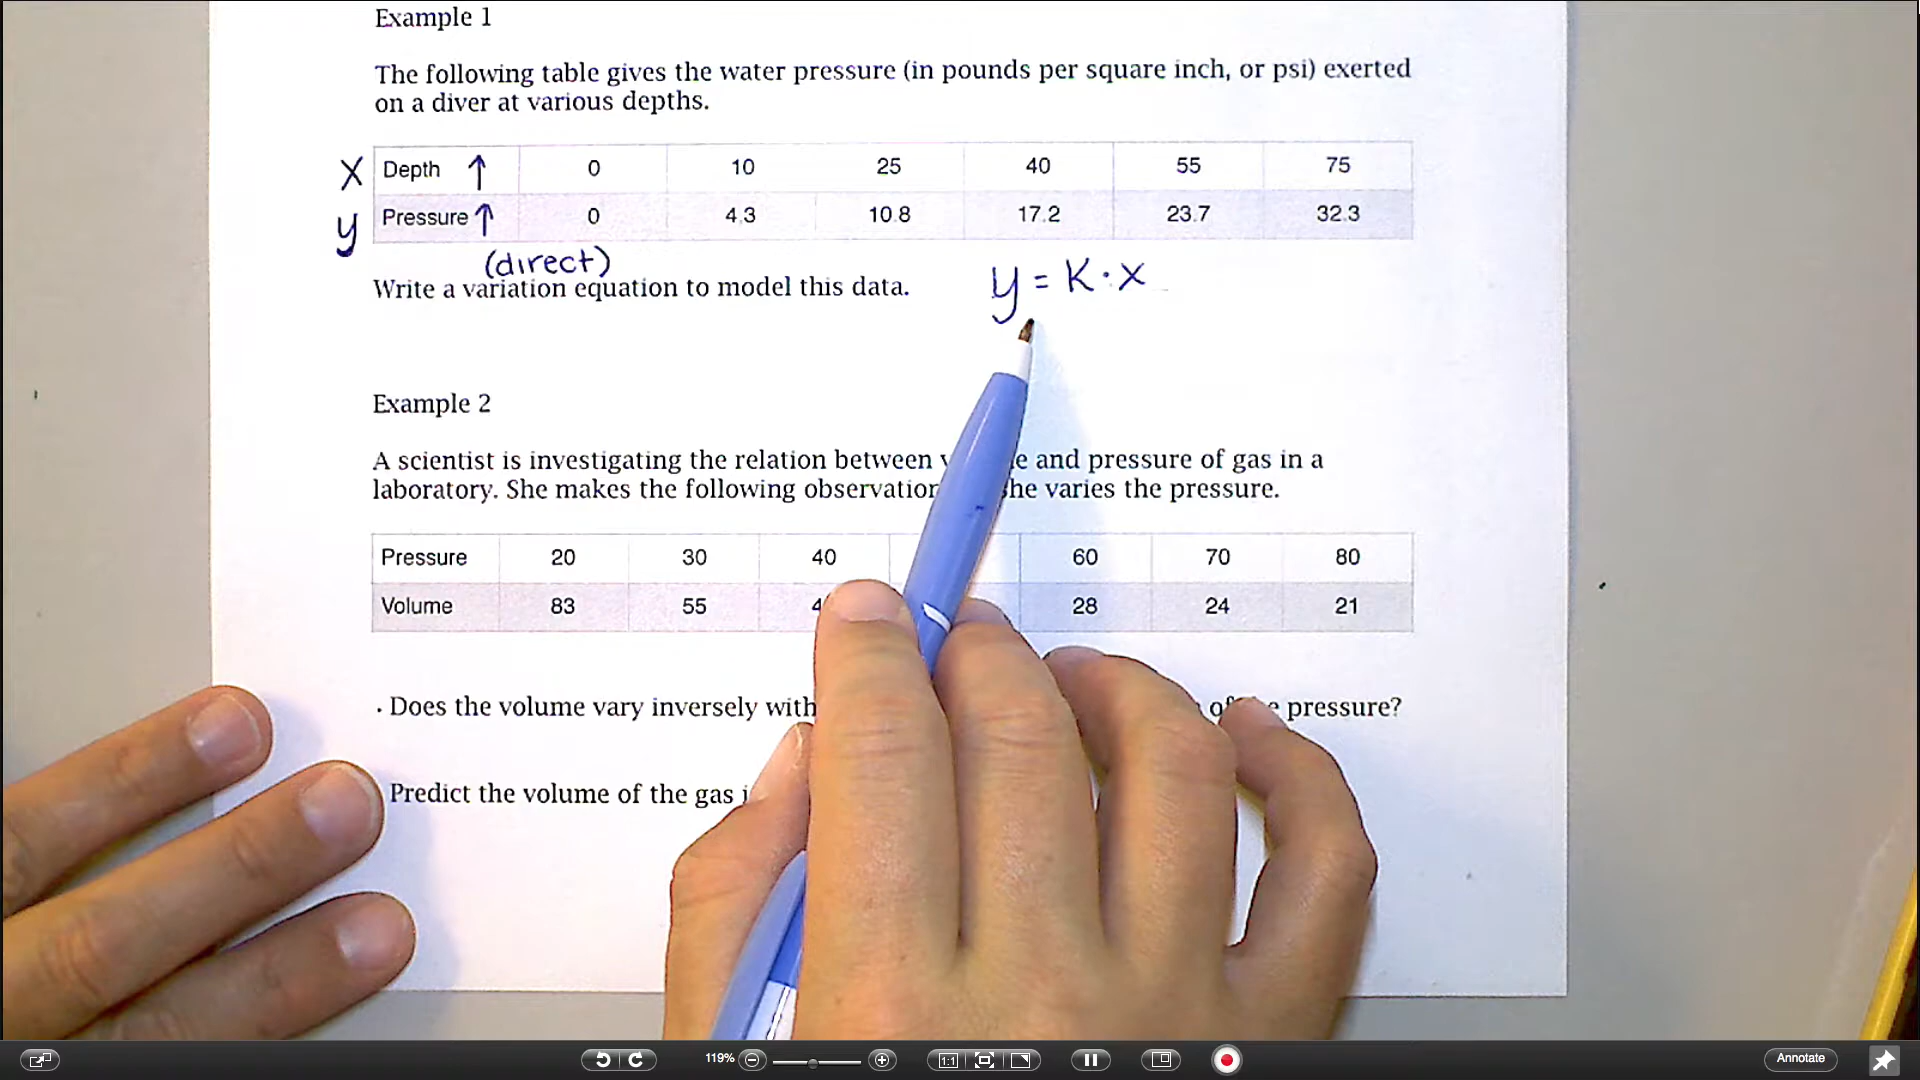 Example 1
The following table gives the water pressure (in pounds per square inch, or psi) exerted
on a diver at various depths.
x Depth ↑ 0 10 25 40 55 75
y Pressure ↑ 0 4.3 10.8 17.2 23.7 32.3
(direct)
Write a variation equation to model this data. y = K · x
Example 2
A scientist is investigating the relation between and pressure of gas in a
laboratory. She makes the following he varies the pressure.
Pressure 20 30 40 60 70 80
Volume 83 55 28 24 21
. Does the volume vary inversely with pressure?
Predict the volume of the gas
119%
1:1
Annotate